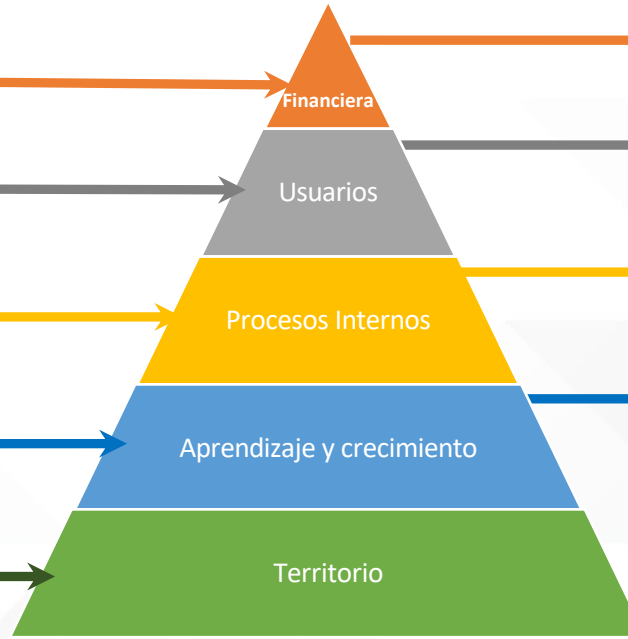 Financiera
Usuarios
Procesos Internos
Aprendizaje y crecimiento
Territorio